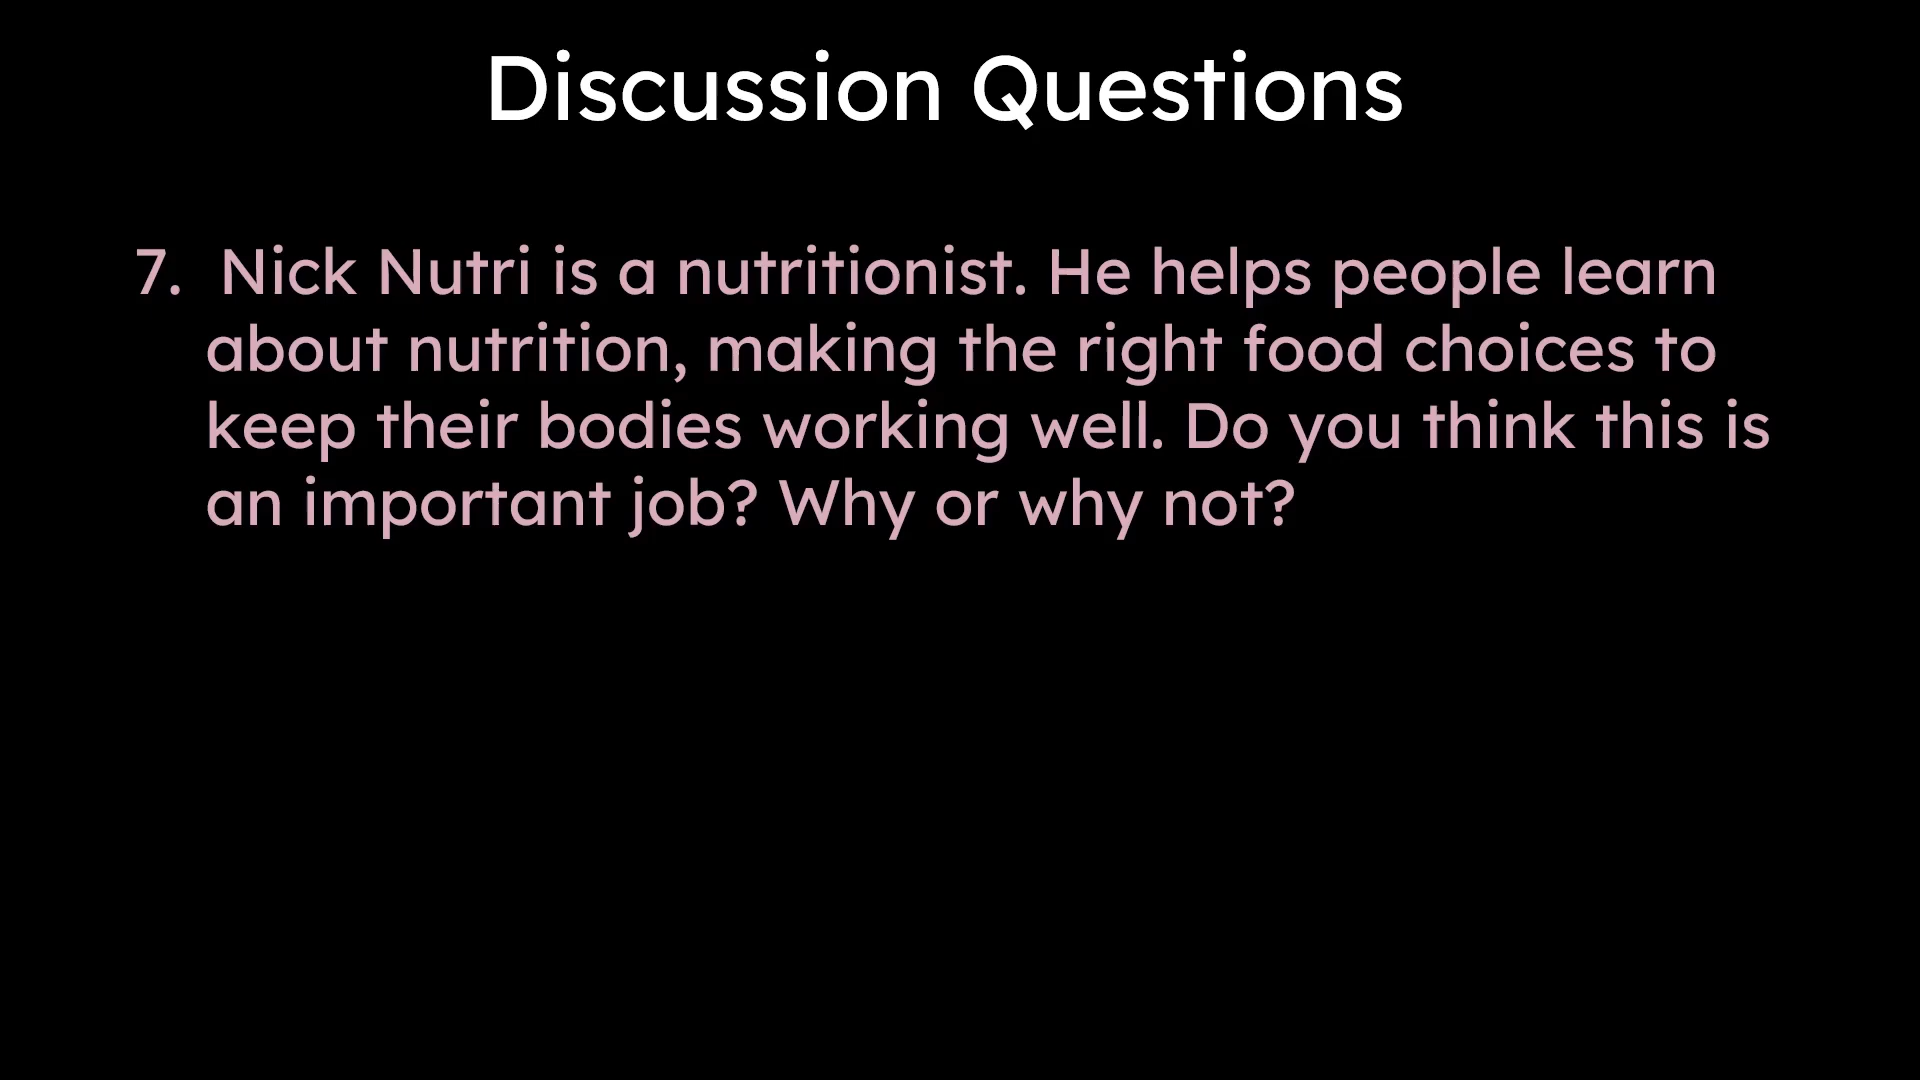 Discussion Questions
7. Nick Nutri is a nutritionist. He helps people learn
about nutrition, making the right food choices to
keep their bodies working well. Do you think this is
an important job? Why or why not?